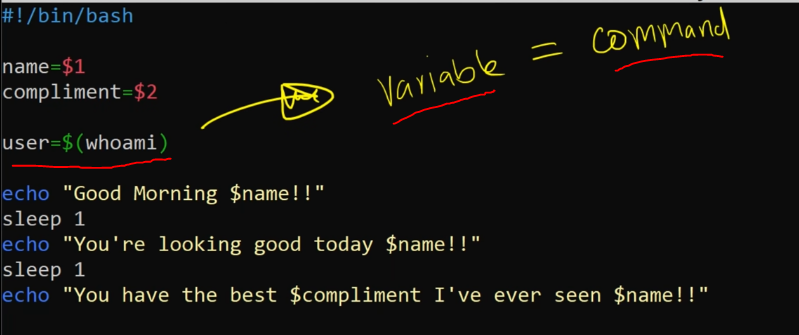 #!/bin/bash
name=$1
compliment=$2
user=$(whoami)
variable = command
echo "Good Morning $name!!"
sleep 1
echo "You're looking good today $name!!"
sleep 1
echo "You have the best $compliment I've ever seen $name!!"